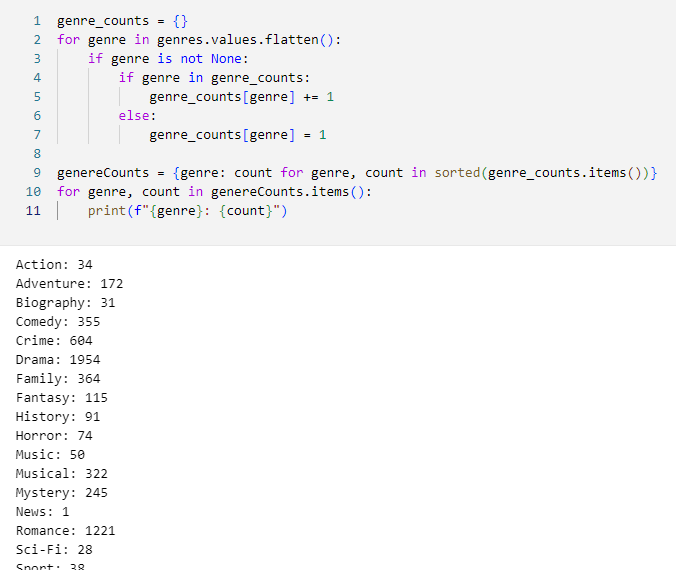 1 genre_counts = {}
2 for genre in genres.values.flatten():
3     if genre is not None:
4         if genre in genre_counts:
5             genre_counts[genre] += 1
6         else:
7             genre_counts[genre] = 1
8
9 genereCounts = {genre: count for genre, count in sorted(genre_counts.items())}
10 for genre, count in genereCounts.items():
11     print(f"{genre}: {count}")
Action: 34
Adventure: 172
Biography: 31
Comedy: 355
Crime: 604
Drama: 1954
Family: 364
Fantasy: 115
History: 91
Horror: 74
Music: 50
Musical: 322
Mystery: 245
News: 1
Romance: 1221
Sci-Fi: 28
Sport: 38